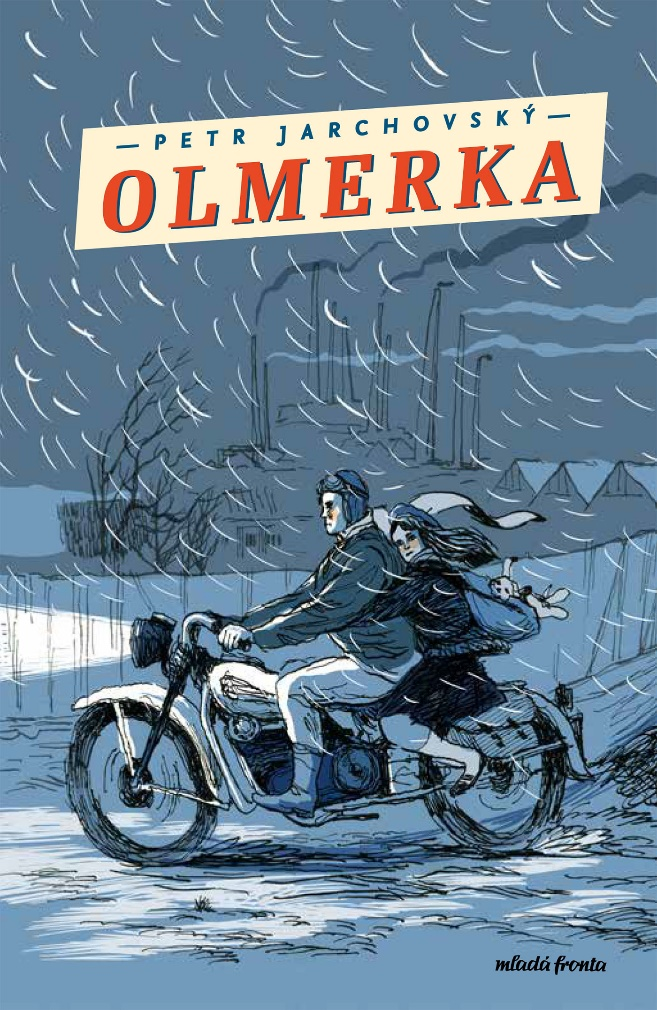 — PETR JARCHOVSKÝ —
OLMERKA
mladá fronta